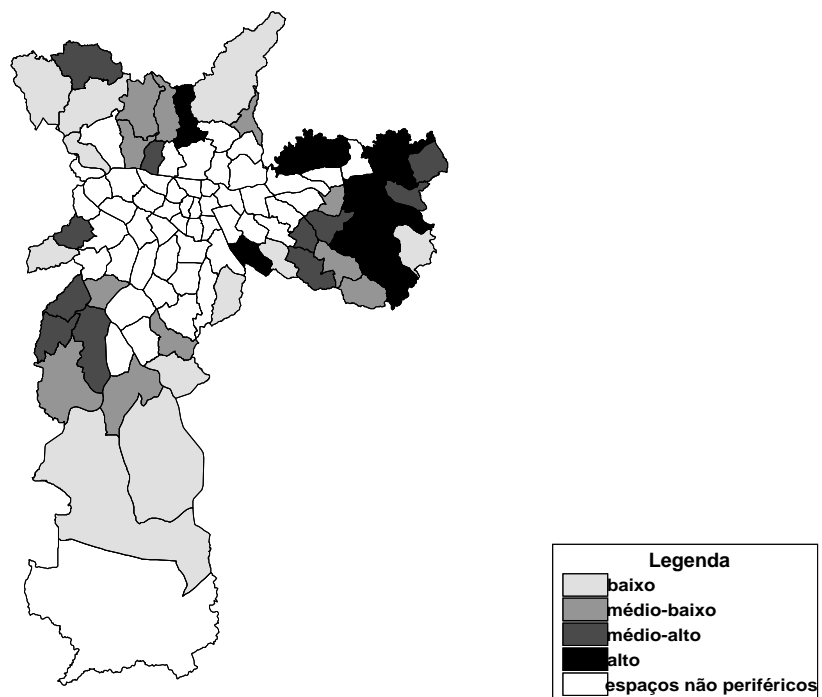 Legenda
baixo
médio-baixo
médio-alto
alto
espaços não periféricos